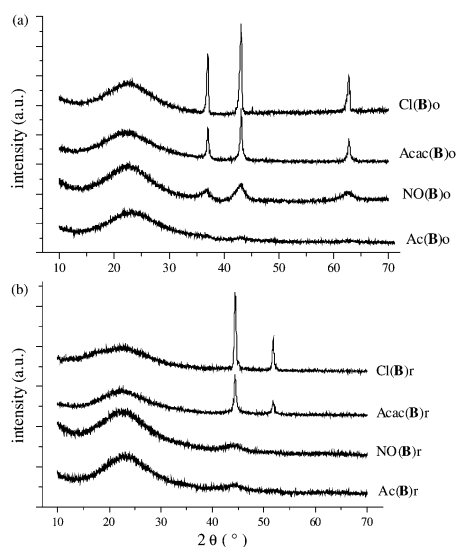 (a)
intensity (a.u.)
Cl(B)o
Acac(B)o
NO(B)o
Ac(B)o
10 20 30 40 50 60 70
(b)
intensity (a.u.)
Cl(B)r
Acac(B)r
NO(B)r
Ac(B)r
10 20 30 40 50 60 70
2 θ ( ° )